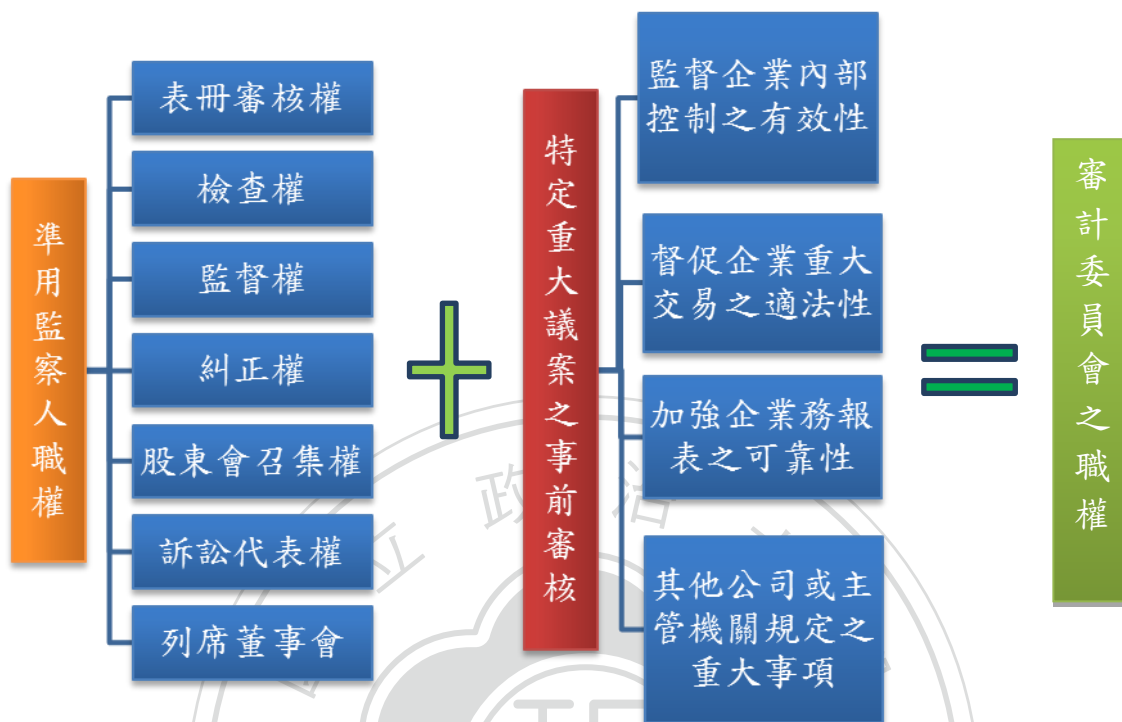 準用監察人職權
表冊審核權
檢查權
監督權
糾正權
股東會召集權
訴訟代表權
列席董事會
特定重大議案之事前審核
監督企業內部
控制之有效性
督促企業重大
交易之適法性
加強企業務報
表之可靠性
其他公司或主
管機關規定之
重大事項
審計委員會之職權
立政治